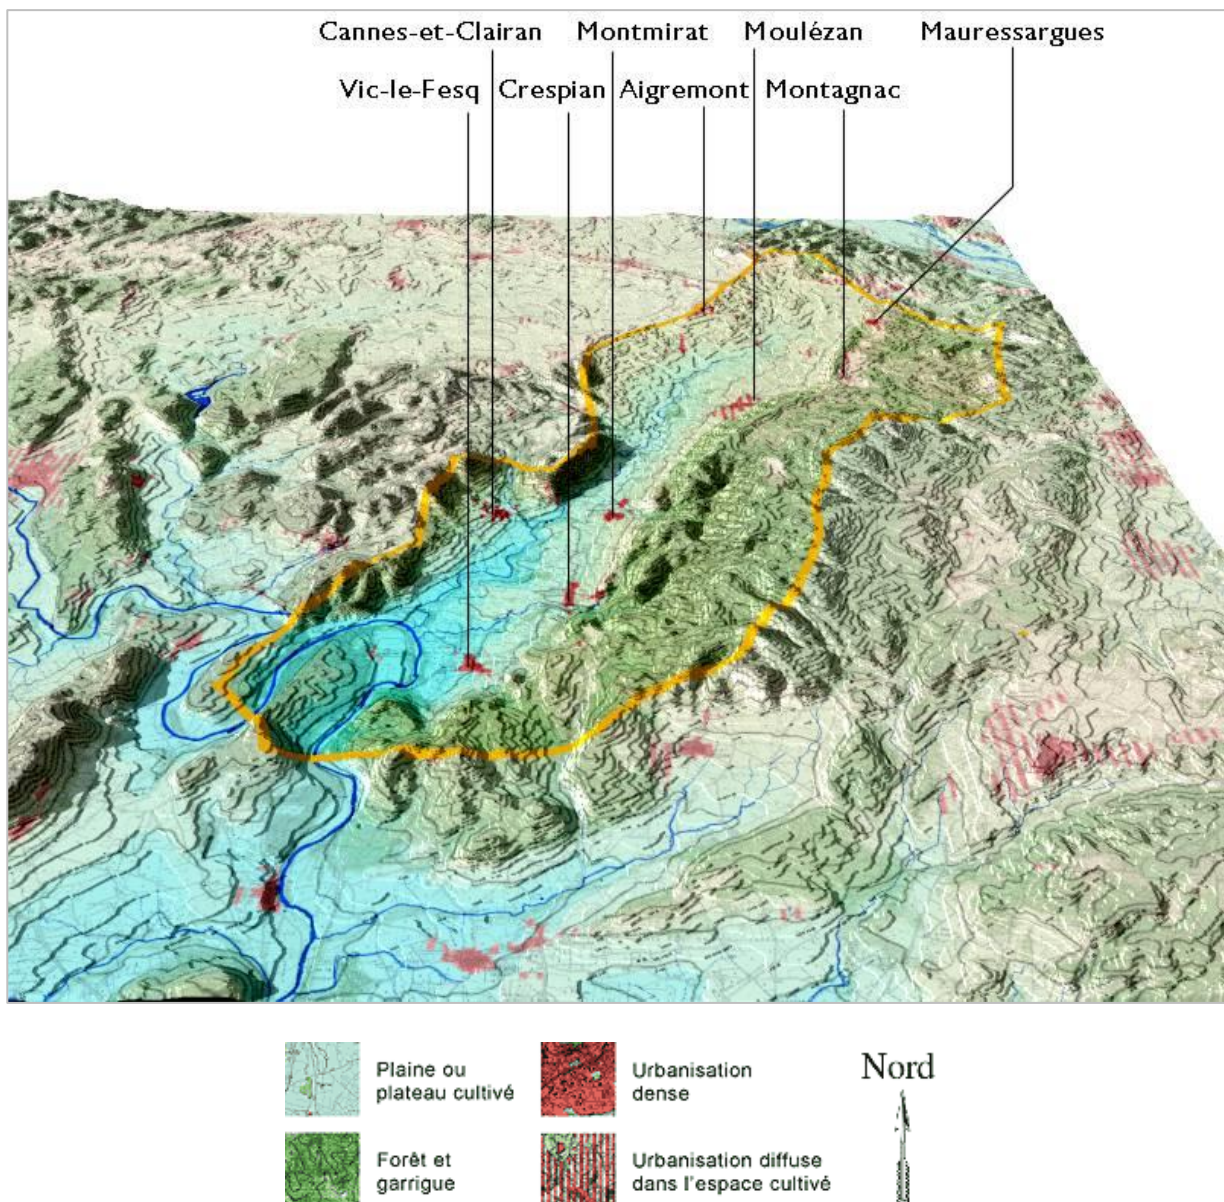 Cannes-et-Clairan Montmirat Moulézan Mauressargues
Vic-le-Fesq Crespian Aigremont Montagnac
Plaine ou
plateau cultivé
Urbanisation
dense
Nord
Forêt et
garrigue
Urbanisation diffuse
dans l'espace cultivé